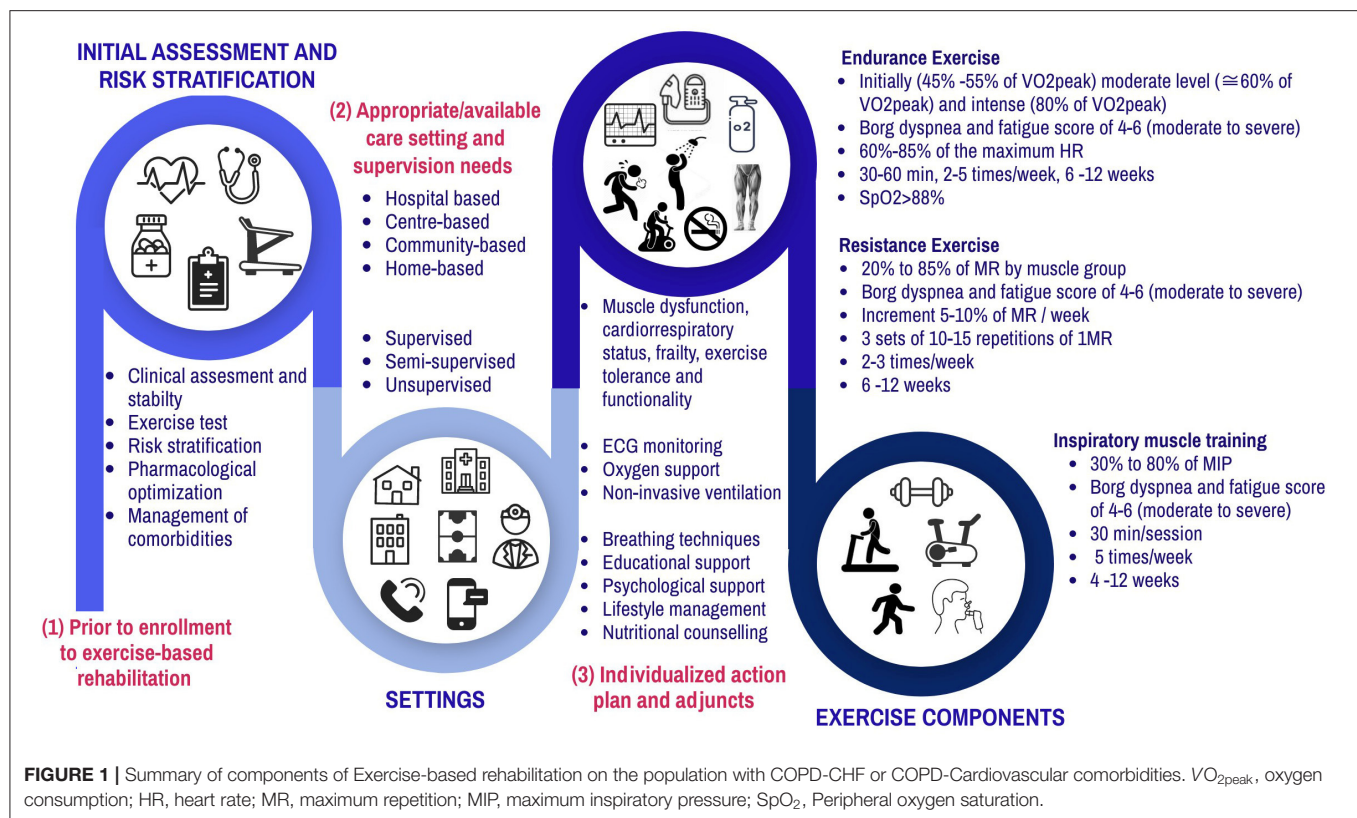 INITIAL ASSESSMENT AND
RISK STRATIFICATION
• Clinical assesment and
stabilty
• Exercise test
• Risk stratification
• Pharmacological
optimization
• Management of
comorbidities
(1) Prior to enrollment
to exercise-based
rehabilitation
(2) Appropriate/available
care setting and
supervision needs
• Hospital based
• Centre-based
• Community-based
• Home-based
• Supervised
• Semi-supervised
• Unsupervised
SETTINGS
o2
• Muscle dysfunction,
cardiorrespiratory
status, frailty, exercise
tolerance and
functionality
• ECG monitoring
• Oxygen support
• Non-invasive ventilation
• Breathing techniques
• Educational support
• Psychological support
• Lifestyle management
• Nutritional counselling
(3) Individualized action
plan and adjuncts
Endurance Exercise
• Initially (45% -55% of VO2peak) moderate level (≅60% of
VO2peak) and intense (80% of VO2peak)
• Borg dyspnea and fatigue score of 4-6 (moderate to severe)
• 60%-85% of the maximum HR
• 30-60 min, 2-5 times/week, 6 -12 weeks
• SpO2>88%
Resistance Exercise
• 20% to 85% of MR by muscle group
• Borg dyspnea and fatigue score of 4-6 (moderate to severe)
• Increment 5-10% of MR / week
• 3 sets of 10-15 repetitions of 1MR
• 2-3 times/week
• 6 -12 weeks
Inspiratory muscle training
• 30% to 80% of MIP
• Borg dyspnea and fatigue score
of 4-6 (moderate to severe)
• 30 min/session
• 5 times/week
• 4 -12 weeks
EXERCISE COMPONENTS
FIGURE 1 | Summary of components of Exercise-based rehabilitation on the population with COPD-CHF or COPD-Cardiovascular comorbidities. VO2peak, oxygen
consumption; HR, heart rate; MR, maximum repetition; MIP, maximum inspiratory pressure; SpO2, Peripheral oxygen saturation.